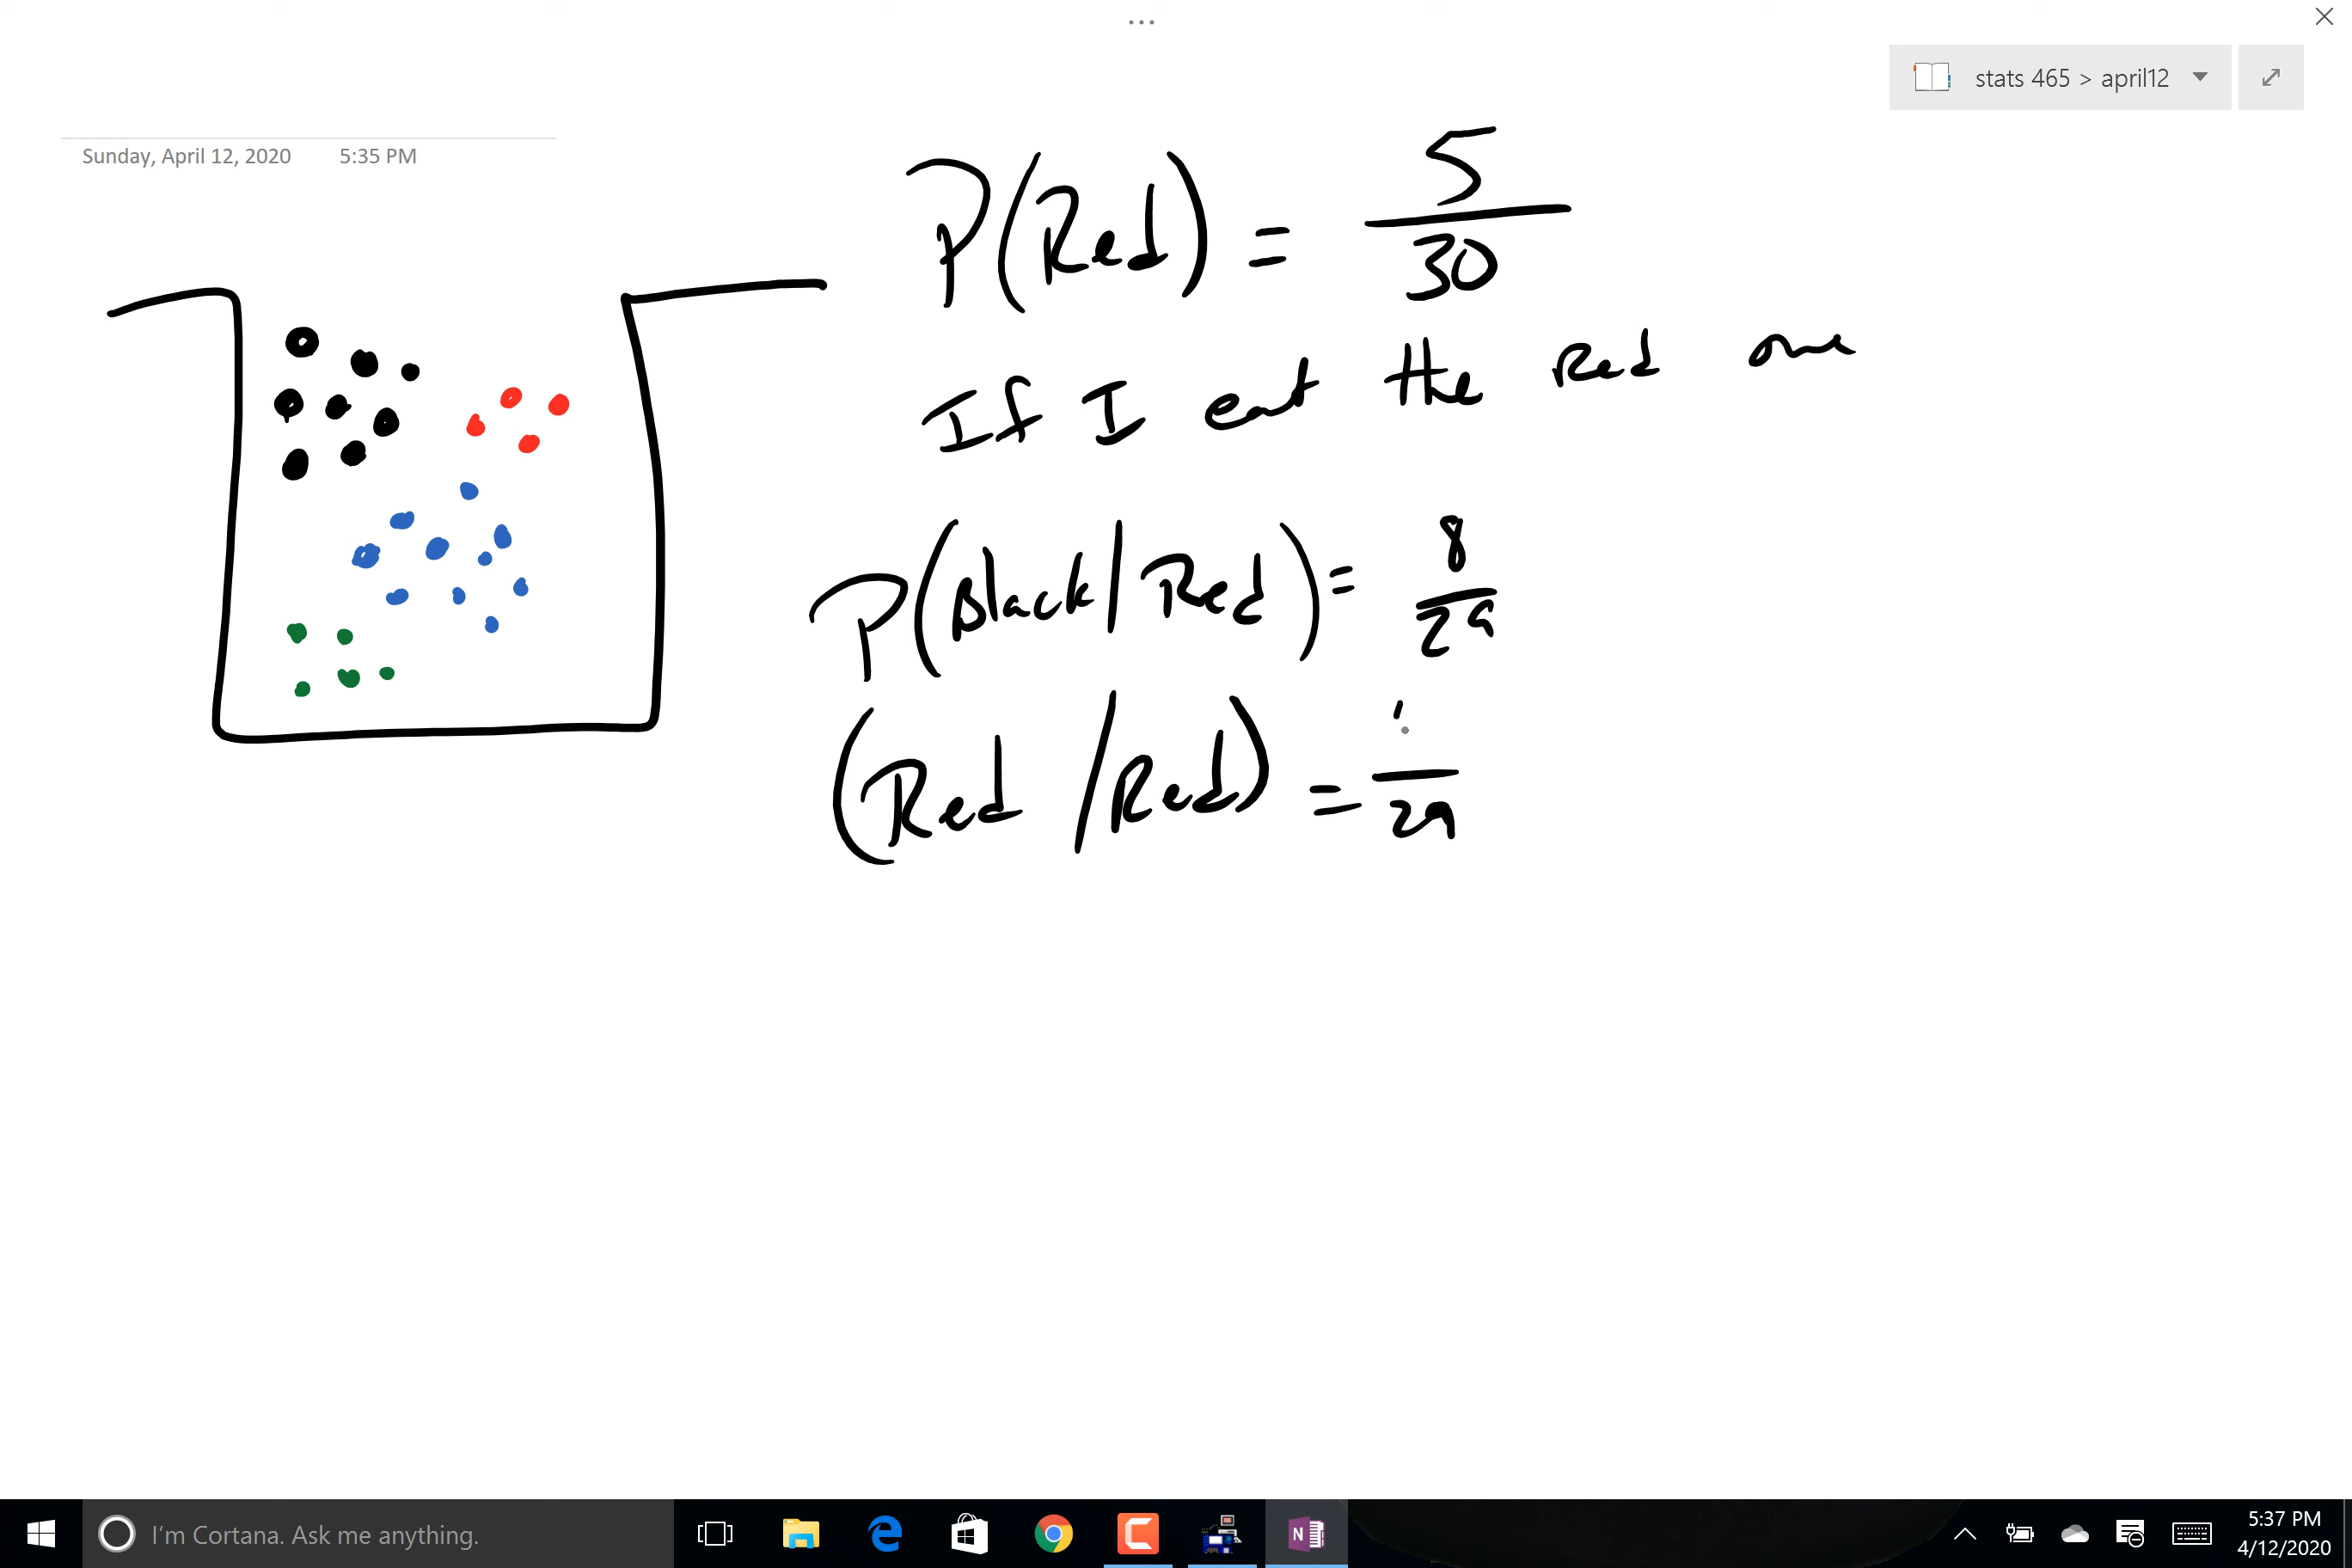 stats 465 > april12
Sunday, April 12, 2020 5:35 PM
P(Red) = 5/30
If I eat the Red one
P(Black/Red) = 8/29
(Red/Red) = /29
I'm Cortana. Ask me anything.
5:37 PM
4/12/2020